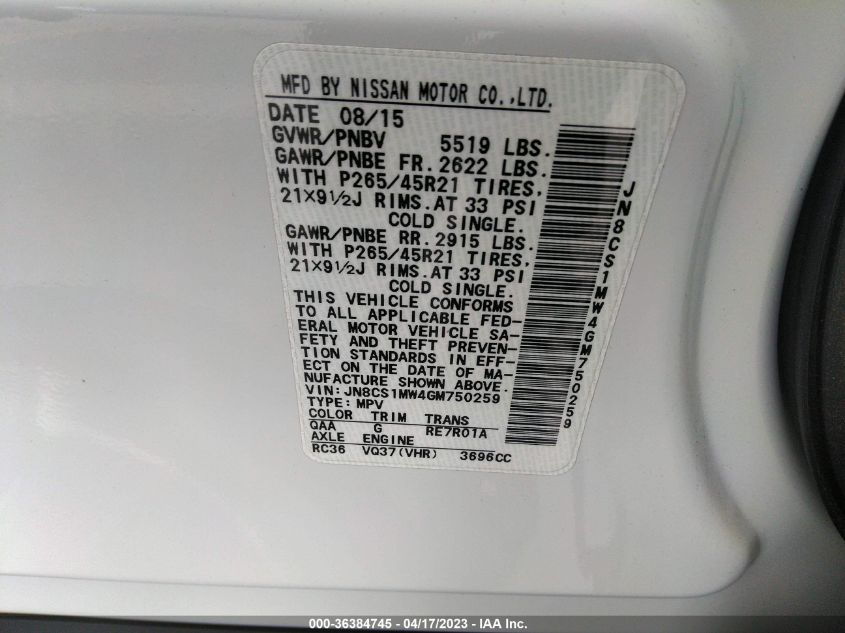 MFD BY NISSAN MOTOR CO.,LTD.
DATE 08/15
GVWR/PNBV 5519 LBS.
GAWR/PNBE FR. 2622 LBS.
WITH P265/45R21 TIRES,
21X9½J RIMS. AT 33 PSI
COLD SINGLE.
GAWR/PNBE RR. 2915 LBS.
WITH P265/45R21 TIRES,
21X9½J RIMS. AT 33 PSI
COLD SINGLE.
THIS VEHICLE CONFORMS
TO ALL APPLICABLE FED-
ERAL MOTOR VEHICLE SA-
FETY AND THEFT PREVEN-
TION STANDARDS IN EFF-
ECT ON THE DATE OF MA-
NUFACTURE SHOWN ABOVE.
VIN: JN8CS1MW4GM750259
TYPE: MPV
COLOR TRIM TRANS
QAA G RE7R01A
AXLE ENGINE
RC36 VQ37(VHR) 3696CC
JN8CS1MW4GM750259
000-36384745 - 04/17/2023 - IAA Inc.